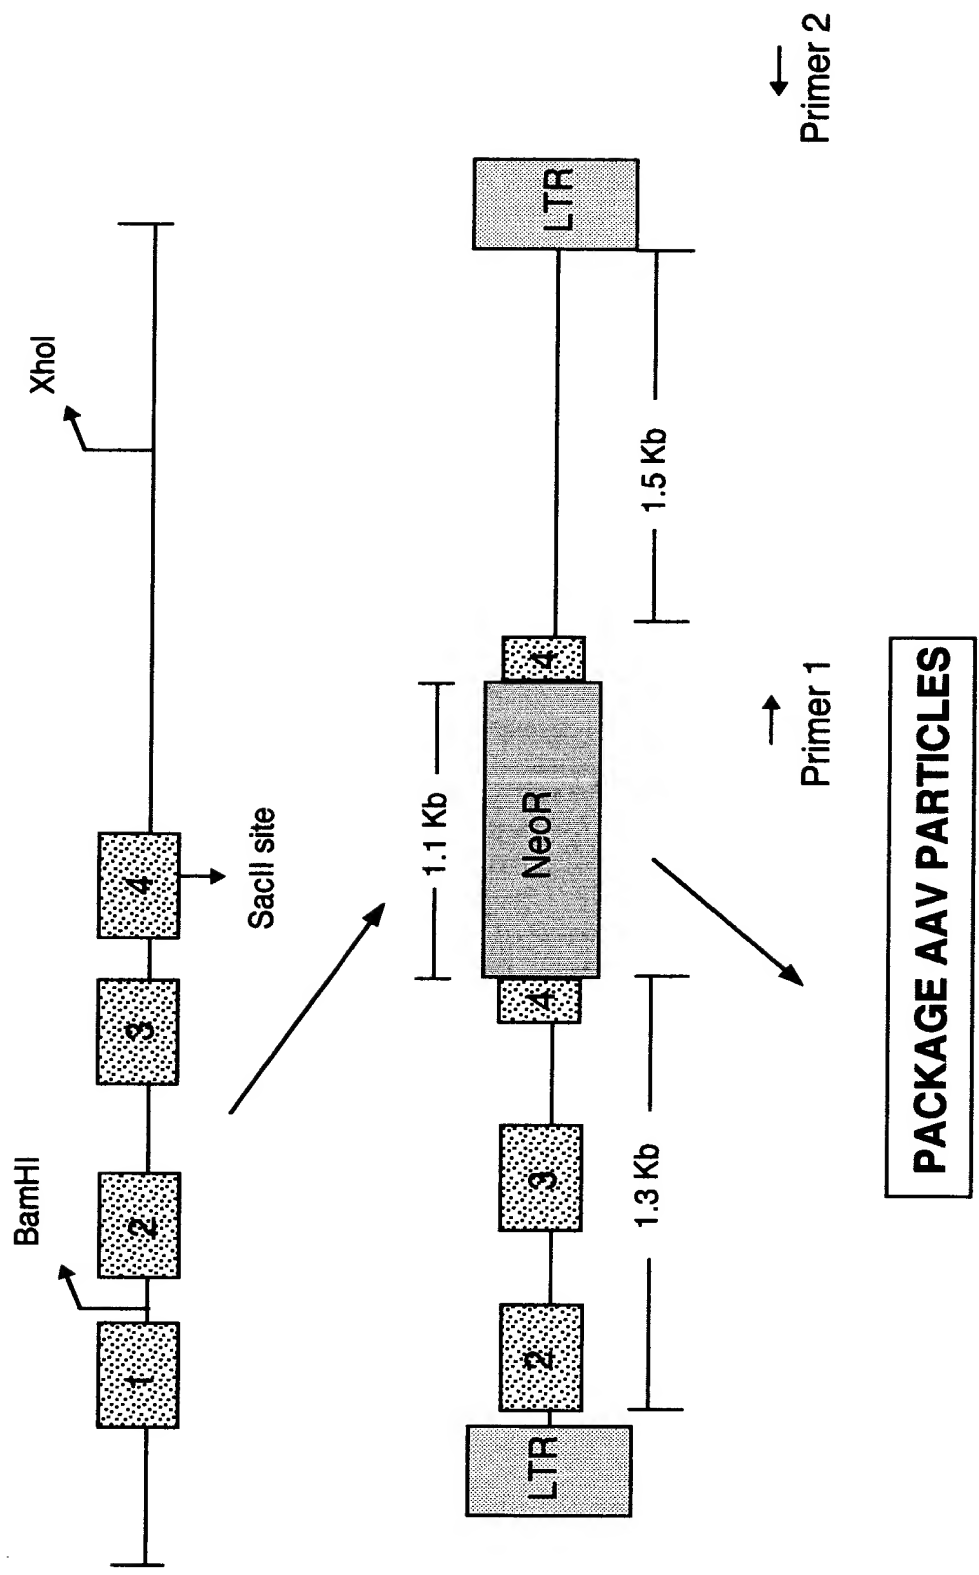 BamHI
XhoI
1
2
3
4
SacII site
1.1 Kb
LTR
2
3
4
NeoR
4
LTR
1.3 Kb
1.5 Kb
Primer 1
Primer 2
PACKAGE AAV PARTICLES